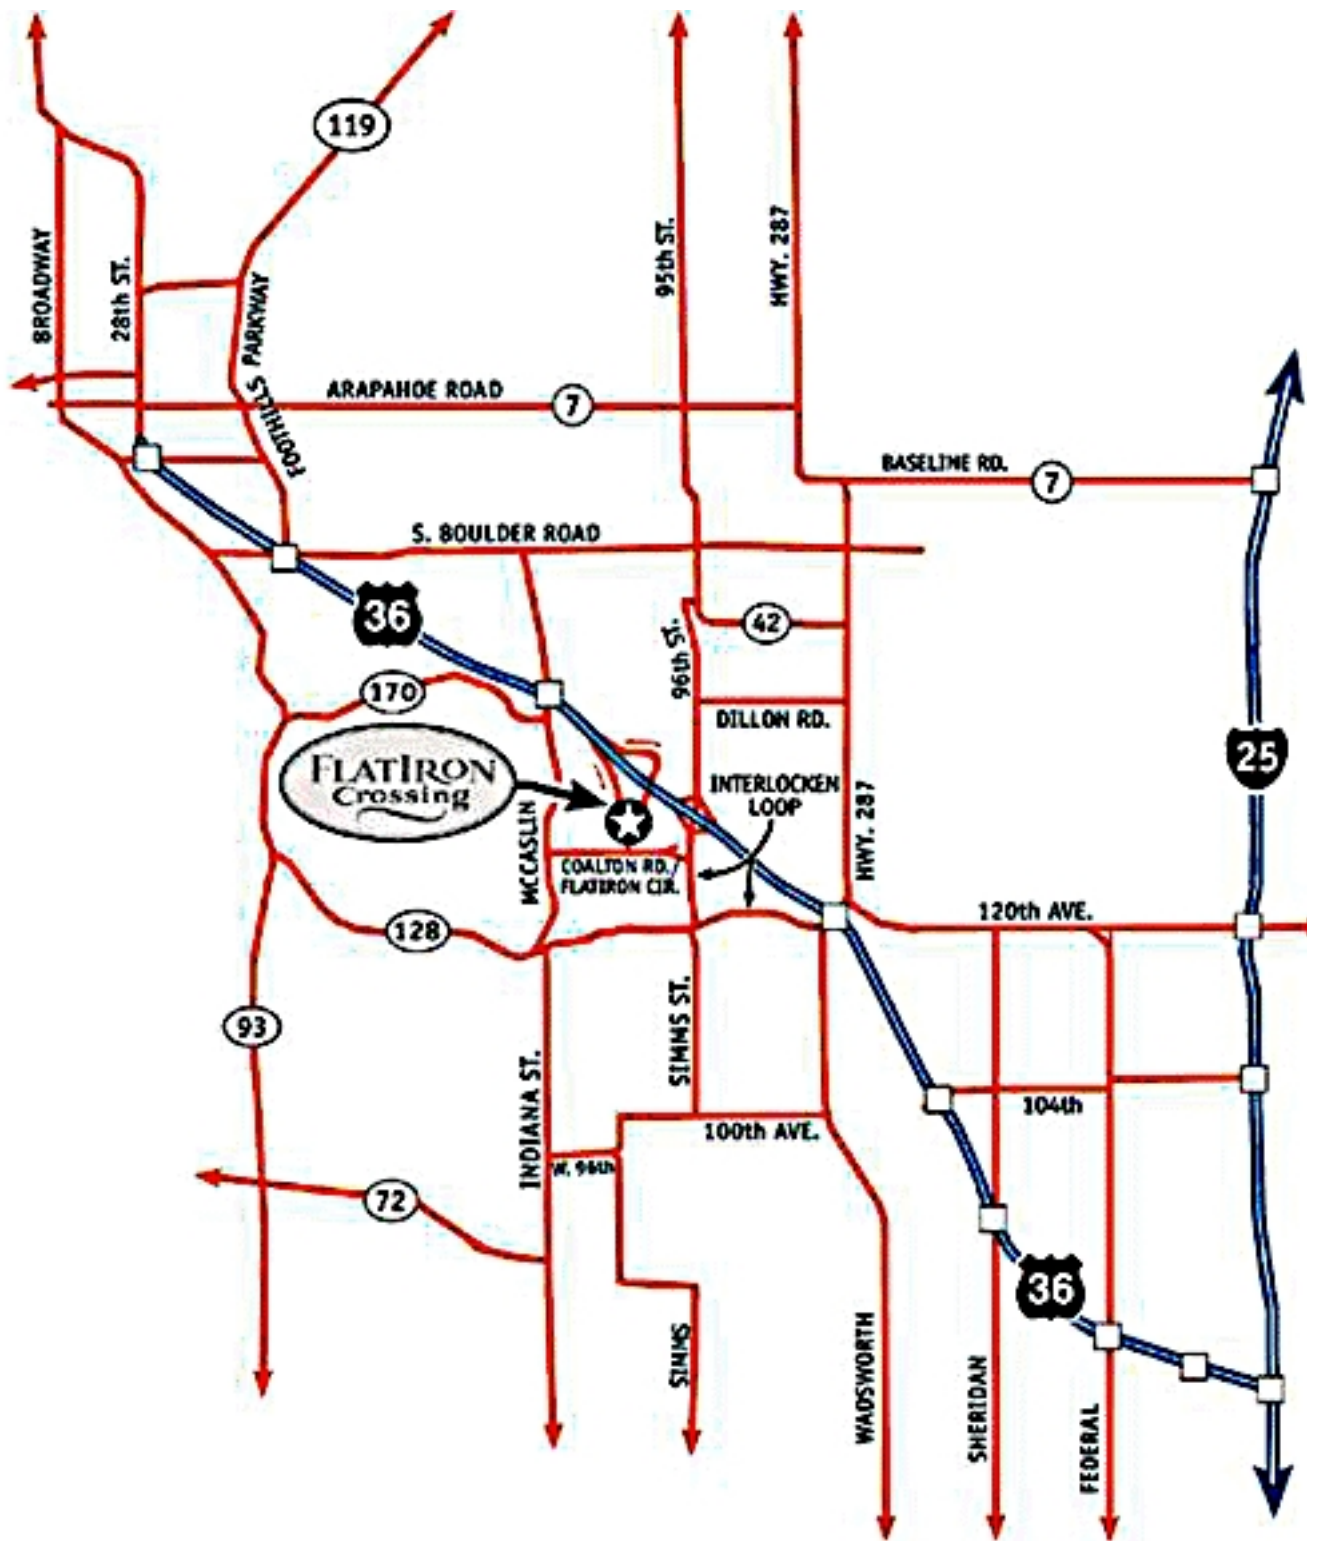 119
BROADWAY
28th ST.
FOOTHILLS PARKWAY
95th ST.
HWY. 287
ARAPAHOE ROAD
7
BASELINE RD.
7
S. BOULDER ROAD
36
42
96th ST.
170
DILLON RD.
25
FLATIRON
Crossing
INTERLOCKEN
LOOP
MCCASLIN
HWY. 287
COALTON RD./
FLATIRON CIR.
128
120th AVE.
93
SIMMS ST.
INDIANA ST.
104th
100th AVE.
W. 96th
72
36
SIMMS
WADSWORTH
SHERIDAN
FEDERAL